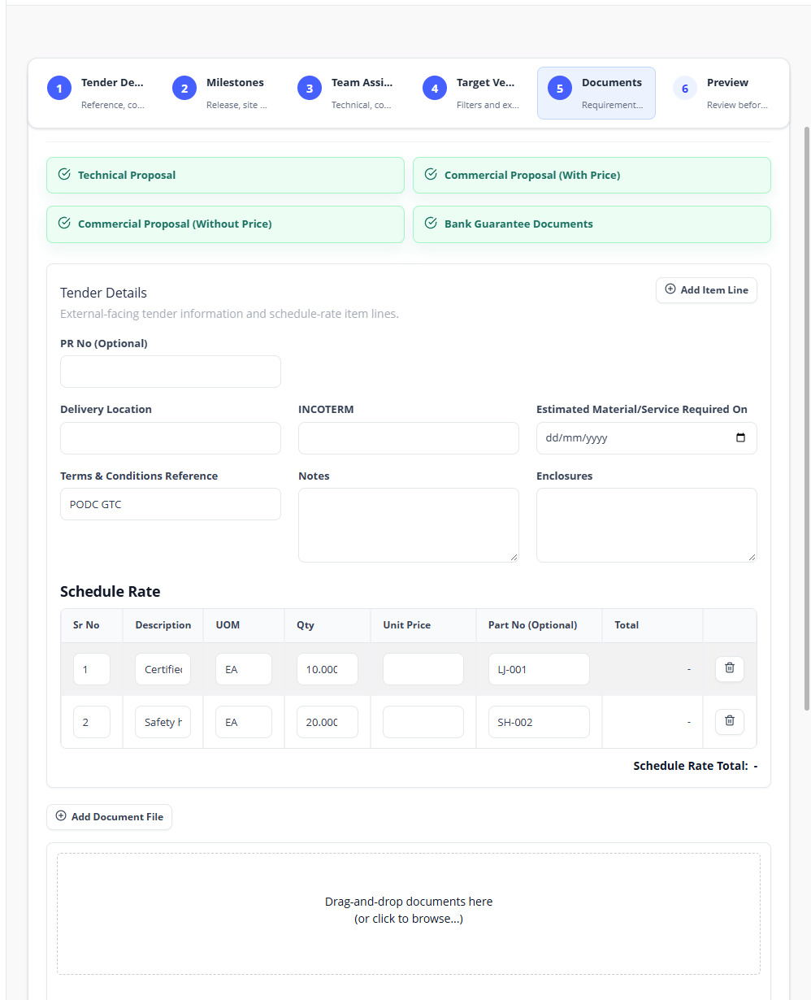 1
Tender De...
Reference, co...
2
Milestones
Release, site ...
3
Team Assi...
Technical, co...
4
Target Ve...
Filters and ex...
5
Documents
Requirement...
6
Preview
Review befor...
Technical Proposal
Commercial Proposal (With Price)
Commercial Proposal (Without Price)
Bank Guarantee Documents
Tender Details
Add Item Line
External-facing tender information and schedule-rate item lines.
PR No (Optional)
Delivery Location
INCOTERM
Estimated Material/Service Required On
dd/mm/yyyy
Terms & Conditions Reference
Notes
Enclosures
PODC GTC
Schedule Rate
Sr No Description UOM Qty Unit Price Part No (Optional) Total
1 Certified EA 10.000 LJ-001 -
2 Safety h EA 20.000 SH-002 -
Schedule Rate Total: -
Add Document File
Drag-and-drop documents here
(or click to browse...)